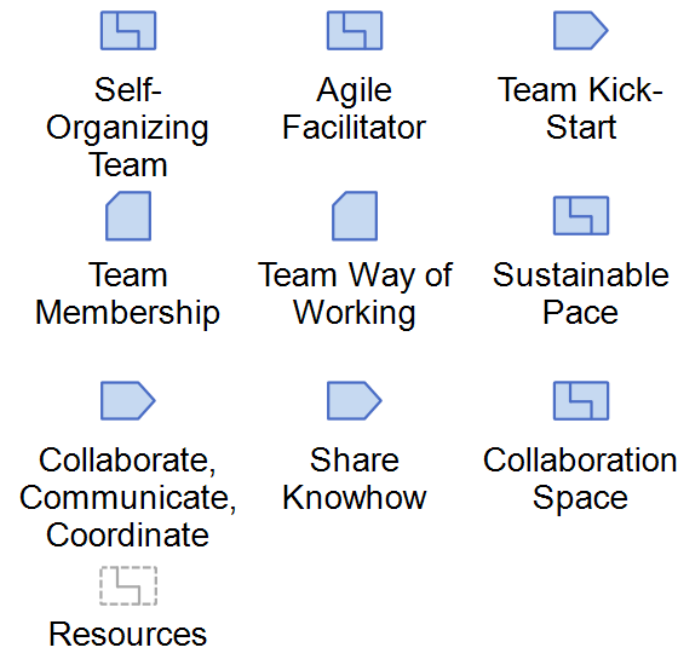 Self-
Organizing
Team
Agile
Facilitator
Team Kick-
Start
Team
Membership
Team Way of
Working
Sustainable
Pace
Collaborate,
Communicate,
Coordinate
Share
Knowhow
Collaboration
Space
Resources